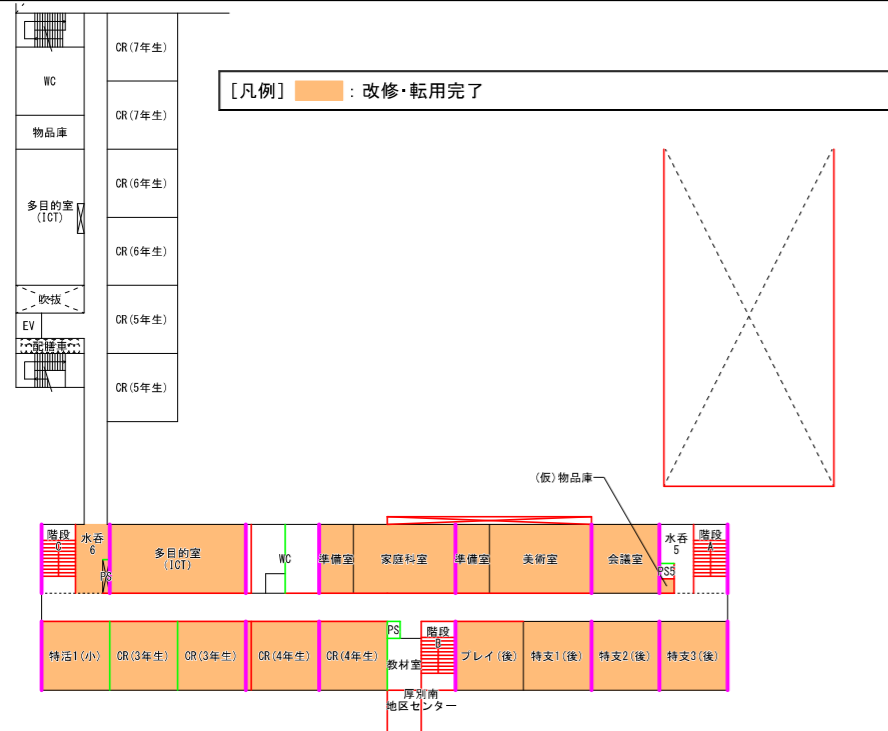 [凡例] : 改修・転用完了
CR(7年生)
WC
CR(7年生)
物品庫
CR(6年生)
多目的室
(ICT)
CR(6年生)
吹抜
EV
CR(5年生)
配膳車
CR(5年生)
(仮)物品庫
階段
C
水呑
6
PS
多目的室
(ICT)
WC
準備室
家庭科室
準備室
美術室
会議室
水呑
5
PS5
階段
A
特活1(小)
CR(3年生)
CR(3年生)
CR(4年生)
CR(4年生)
PS
教材室
階段
B
プレイ(後)
特支1(後)
特支2(後)
特支3(後)
厚別南
地区センター